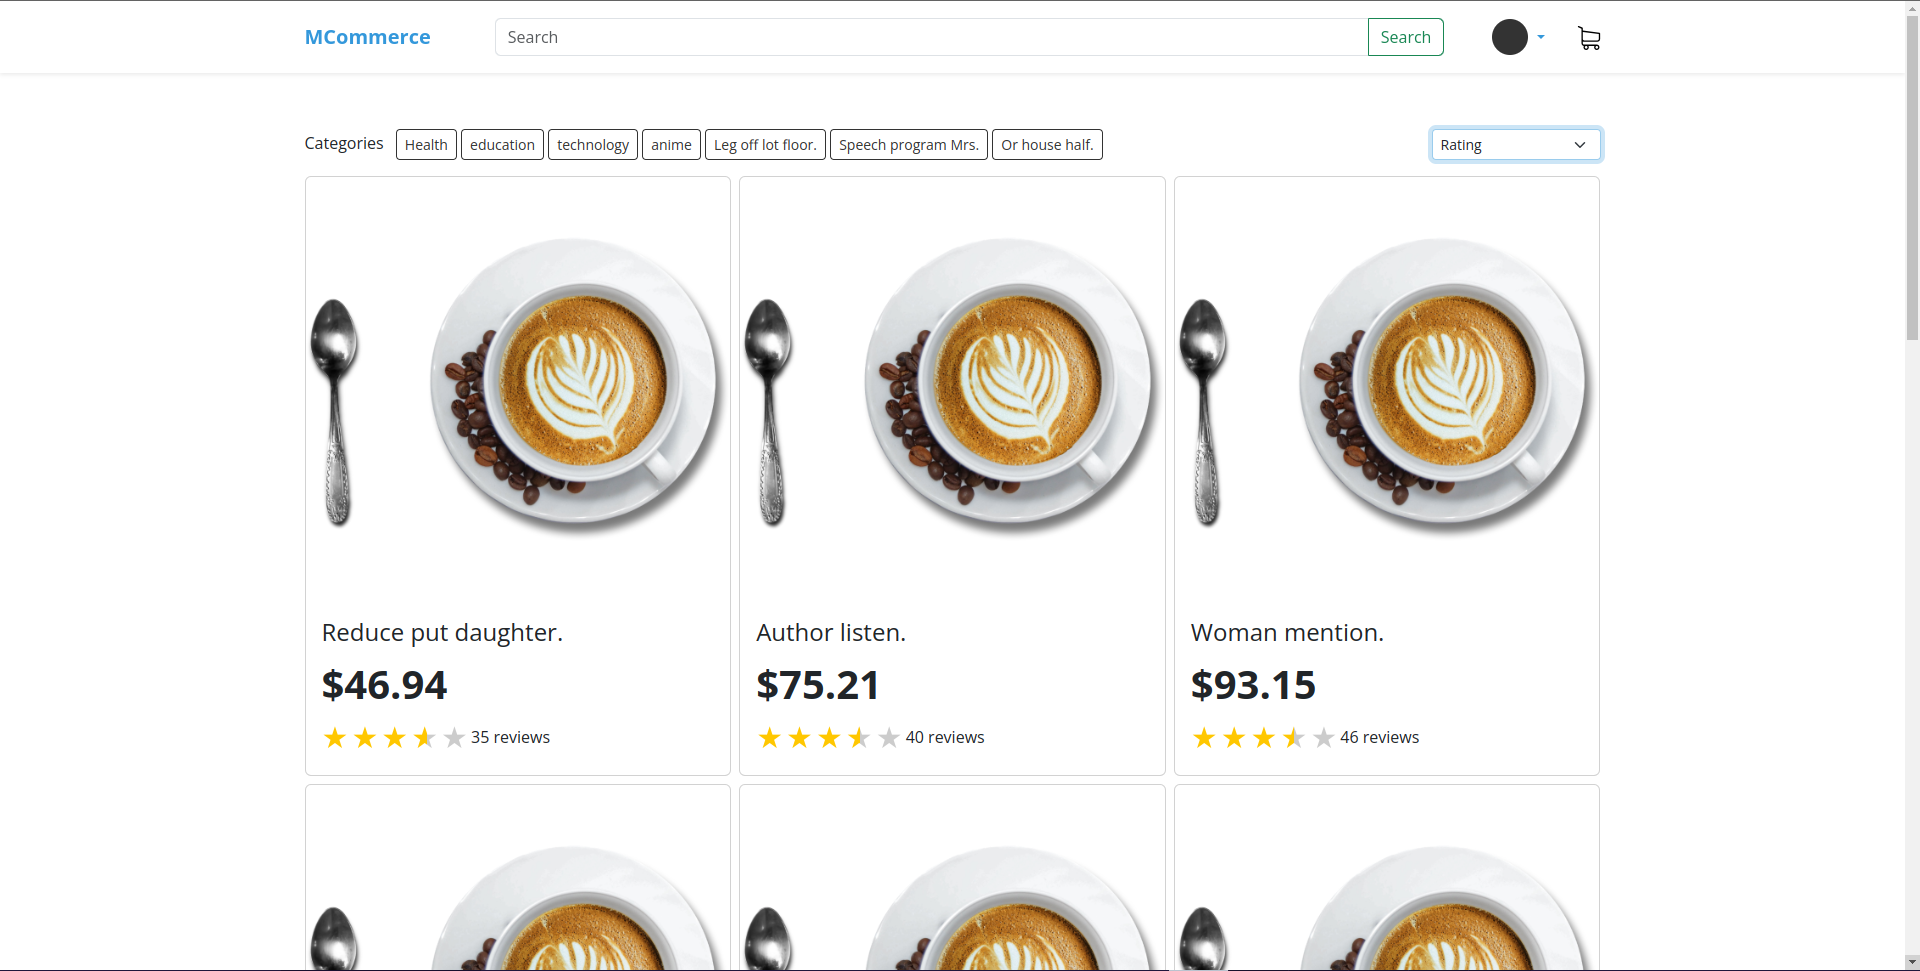 MCommerce
Search
Search
Categories
Health
education
technology
anime
Leg off lot floor.
Speech program Mrs.
Or house half.
Rating
Reduce put daughter.
$46.94
35 reviews
Author listen.
$75.21
40 reviews
Woman mention.
$93.15
46 reviews